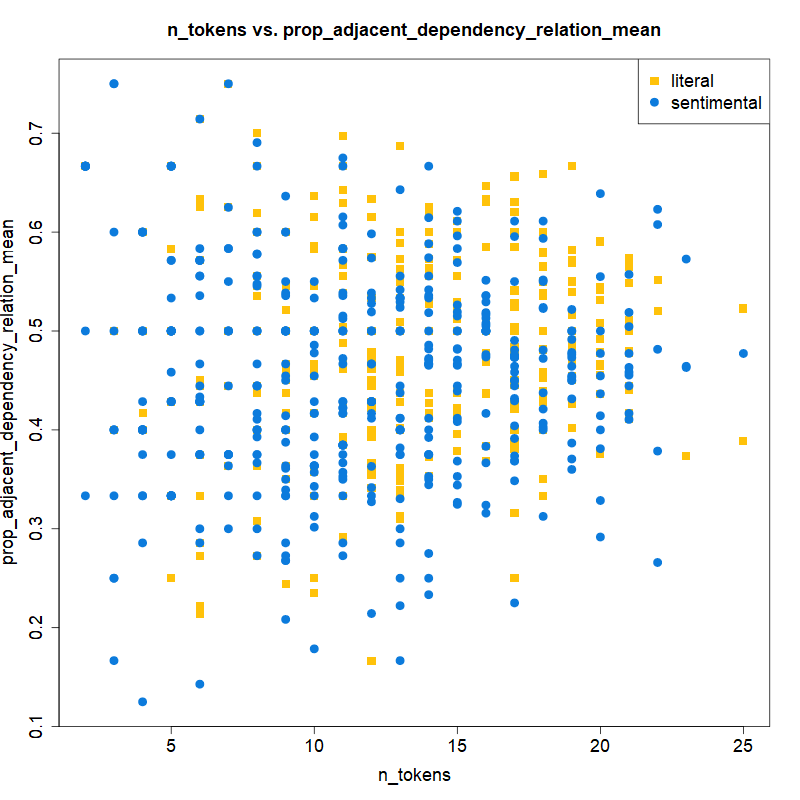 n_tokens vs. prop_adjacent_dependency_relation_mean
literal
sentimental
prop_adjacent_dependency_relation_mean
0.7
0.6
0.5
0.4
0.3
0.2
0.1
5 10 15 20 25
n_tokens